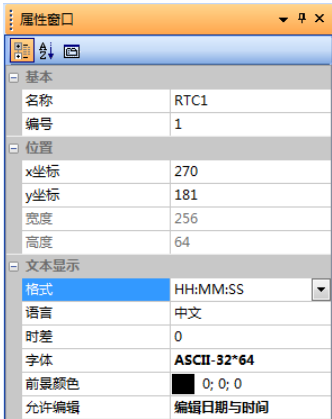 属性窗口
基本
名称 RTC1
编号 1
位置
x坐标 270
y坐标 181
宽度 256
高度 64
文本显示
格式 HH:MM:SS
语言 中文
时差 0
字体 ASCII-32*64
前景颜色 0; 0; 0
允许编辑 编辑日期与时间